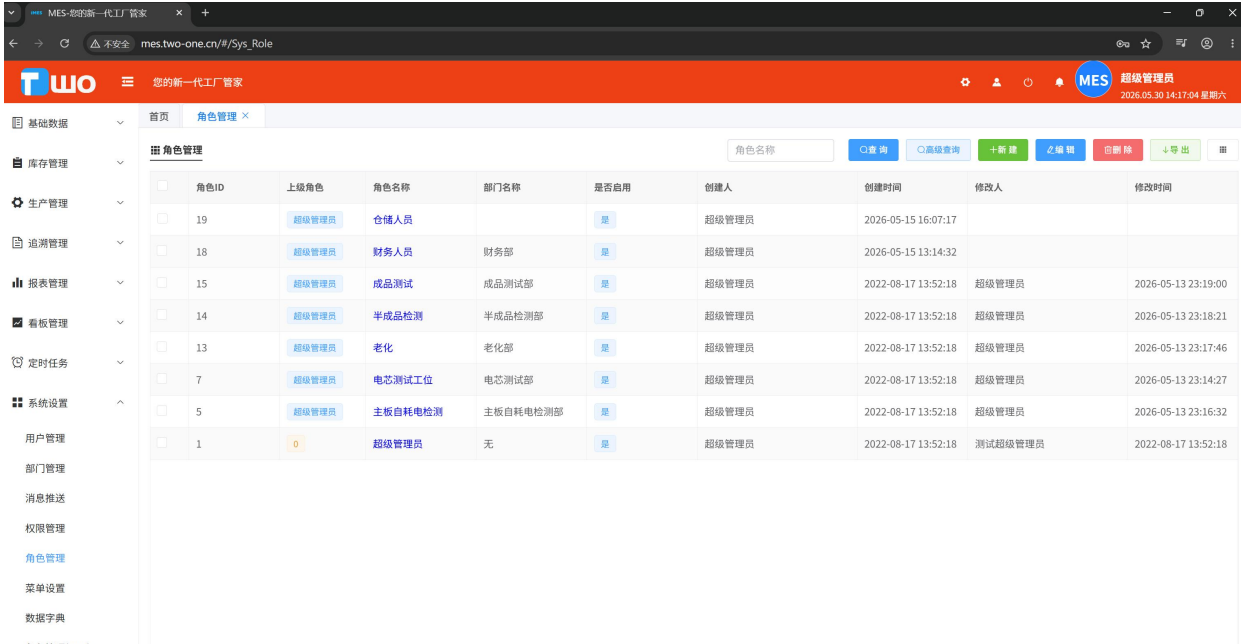 MES-您的新一代工厂管家
不安全 mes.two-one.cn/#/Sys_Role
Two 您的新一代工厂管家 MES 超级管理员
2026.05.30 14:17:04 星期六
基础数据
库存管理
生产管理
追溯管理
报表管理
看板管理
定时任务
系统设置
用户管理
部门管理
消息推送
权限管理
角色管理
菜单设置
数据字典
首页 角色管理
角色管理 角色名称 查询 高级查询 新建 编辑 删除 导出
角色ID 上级角色 角色名称 部门名称 是否启用 创建人 创建时间 修改人 修改时间
19 超级管理员 仓储人员 是 超级管理员 2026-05-15 16:07:17
18 超级管理员 财务人员 财务部 是 超级管理员 2026-05-15 13:14:32
15 超级管理员 成品测试 成品测试部 是 超级管理员 2022-08-17 13:52:18 超级管理员 2026-05-13 23:19:00
14 超级管理员 半成品检测 半成品检测部 是 超级管理员 2022-08-17 13:52:18 超级管理员 2026-05-13 23:18:21
13 超级管理员 老化 老化部 是 超级管理员 2022-08-17 13:52:18 超级管理员 2026-05-13 23:17:46
7 超级管理员 电芯测试工位 电芯测试部 是 超级管理员 2022-08-17 13:52:18 超级管理员 2026-05-13 23:14:27
5 超级管理员 主板自耗电检测 主板自耗电检测部 是 超级管理员 2022-08-17 13:52:18 超级管理员 2026-05-13 23:16:32
1 0 超级管理员 无 是 超级管理员 2022-08-17 13:52:18 测试超级管理员 2022-08-17 13:52:18